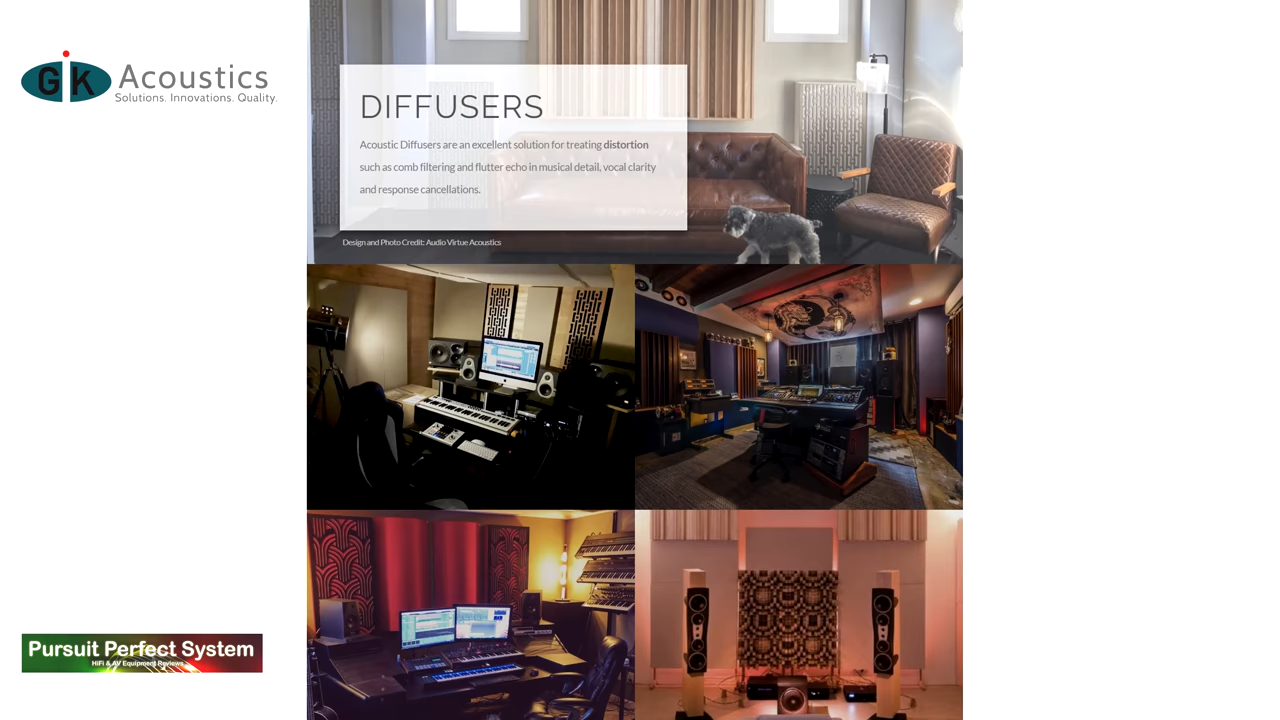 GiK Acoustics
Solutions. Innovations. Quality.
DIFFUSERS
Acoustic Diffusers are an excellent solution for treating distortion
such as comb filtering and flutter echo in musical detail, vocal clarity
and response cancellations.
Design and Photo Credit: Audio Virtue Acoustics
Pursuit Perfect System
HiFi & AV Equipment Reviews